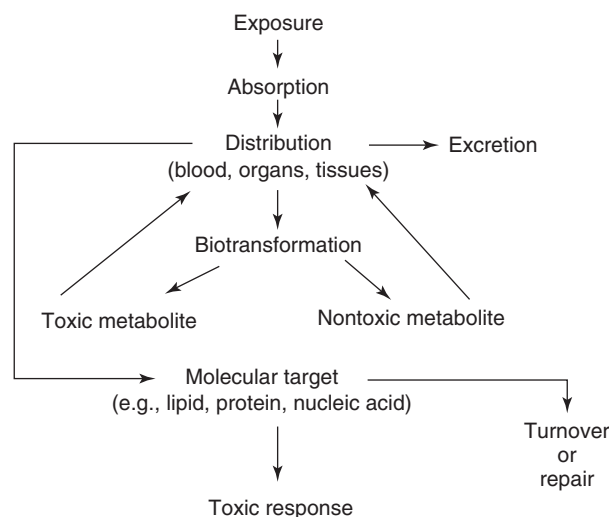 Exposure
Absorption
Distribution
(blood, organs, tissues)
Excretion
Biotransformation
Toxic metabolite
Nontoxic metabolite
Molecular target
(e.g., lipid, protein, nucleic acid)
Turnover
or
repair
Toxic response